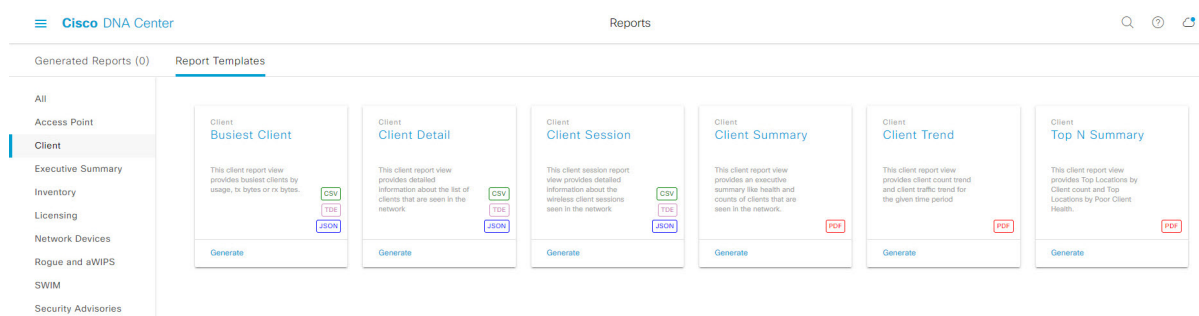 Cisco DNA Center
Reports
Generated Reports (0)
Report Templates
All
Access Point
Client
Executive Summary
Inventory
Licensing
Network Devices
Rogue and aWIPS
SWIM
Security Advisories
Client
Busiest Client
This client report view
provides busiest clients by
usage, tx bytes or rx bytes.
CSV
TDE
JSON
Generate
Client
Client Detail
This client report view
provides detailed
information about the list of
clients that are seen in the
network
CSV
TDE
JSON
Generate
Client
Client Session
This client session report
view provides detailed
information about the
wireless client sessions
seen in the network
CSV
TDE
JSON
Generate
Client
Client Summary
This client report view
provides an executive
summary like health and
counts of clients that are
seen in the network.
PDF
Generate
Client
Client Trend
This client report view
provides client count trend
and client traffic trend for
the given time period
PDF
Generate
Client
Top N Summary
This client report view
provides Top Locations by
Client count and Top
Locations by Poor Client
Health.
PDF
Generate